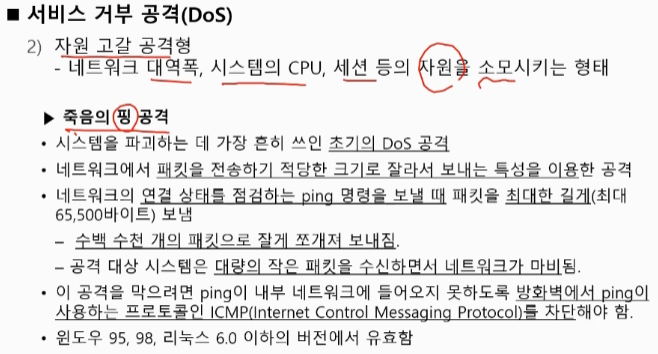 ■ 서비스 거부 공격(DoS)
2) 자원 고갈 공격형
- 네트워크 대역폭, 시스템의 CPU, 세션 등의 자원을 소모시키는 형태
▶ 죽음의 핑 공격
• 시스템을 파괴하는 데 가장 흔히 쓰인 초기의 DoS 공격
• 네트워크에서 패킷을 전송하기 적당한 크기로 잘라서 보내는 특성을 이용한 공격
• 네트워크의 연결 상태를 점검하는 ping 명령을 보낼 때 패킷을 최대한 길게(최대
65,500바이트) 보냄
– 수백 수천 개의 패킷으로 잘게 쪼개져 보내짐.
– 공격 대상 시스템은 대량의 작은 패킷을 수신하면서 네트워크가 마비됨.
• 이 공격을 막으려면 ping이 내부 네트워크에 들어오지 못하도록 방화벽에서 ping이
사용하는 프로토콜인 ICMP(Internet Control Messaging Protocol)를 차단해야 함.
• 윈도우 95, 98, 리눅스 6.0 이하의 버전에서 유효함